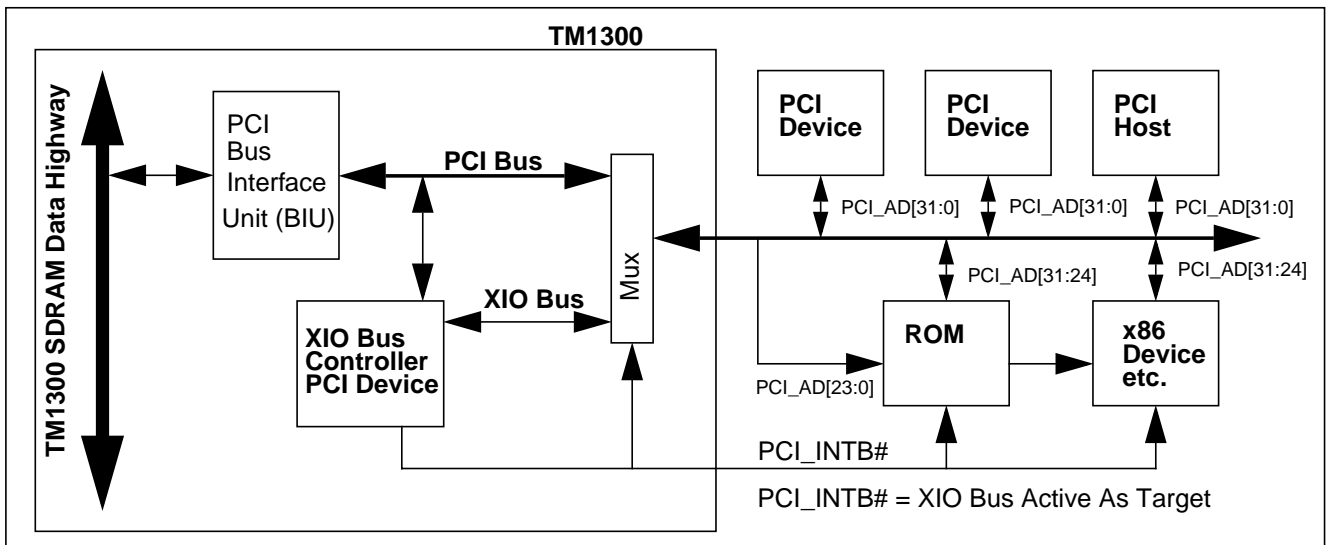 TM1300
TM1300 SDRAM Data Highway
PCI
Bus
Interface
Unit (BIU)
PCI Bus
XIO Bus
XIO Bus
Controller
PCI Device
Mux
PCI
Device
PCI
Device
PCI
Host
PCI_AD[31:0]
PCI_AD[31:0]
PCI_AD[31:0]
PCI_AD[31:24]
PCI_AD[31:24]
ROM
x86
Device
etc.
PCI_AD[23:0]
PCI_INTB#
PCI_INTB# = XIO Bus Active As Target